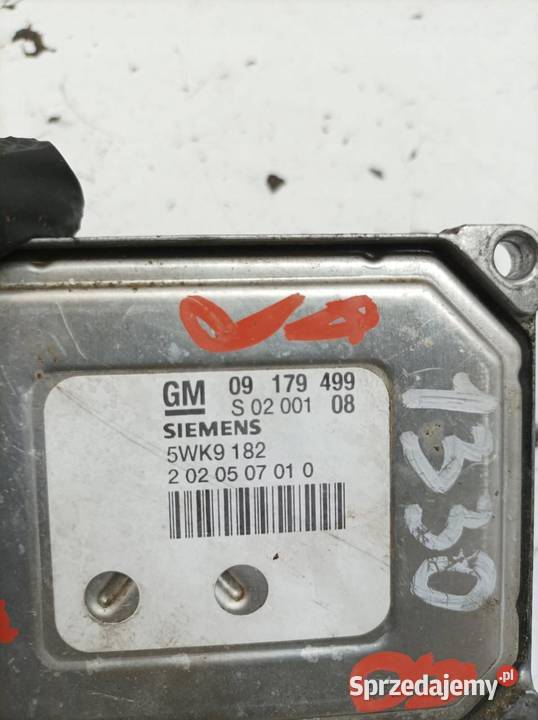 GM 09 179 499
S 02 001 08
SIEMENS
5WK9 182
2 02 05 07 01 0
1330
Sprzedajemy.pl